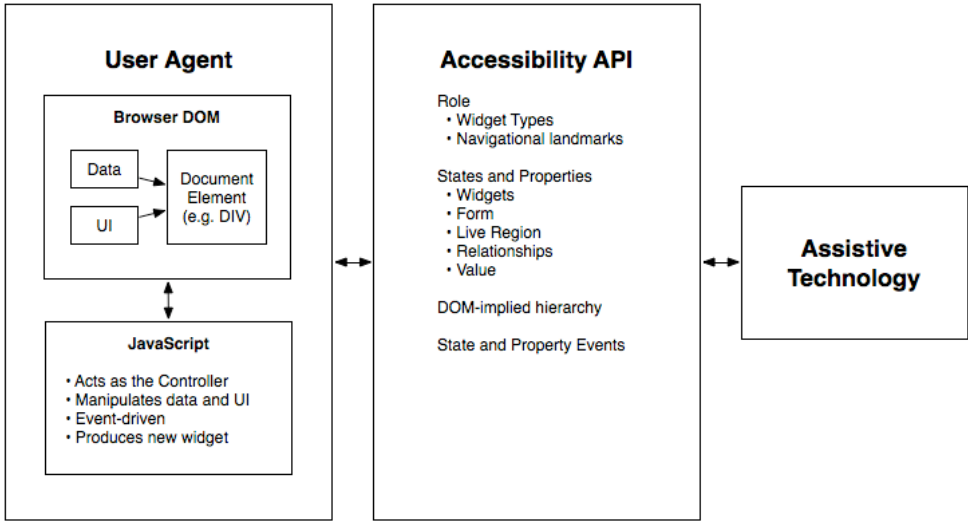 User Agent
Browser DOM
Data
UI
Document
Element
(e.g. DIV)
JavaScript
• Acts as the Controller
• Manipulates data and UI
• Event-driven
• Produces new widget
Accessibility API
Role
• Widget Types
• Navigational landmarks
States and Properties
• Widgets
• Form
• Live Region
• Relationships
• Value
DOM-implied hierarchy
State and Property Events
Assistive
Technology